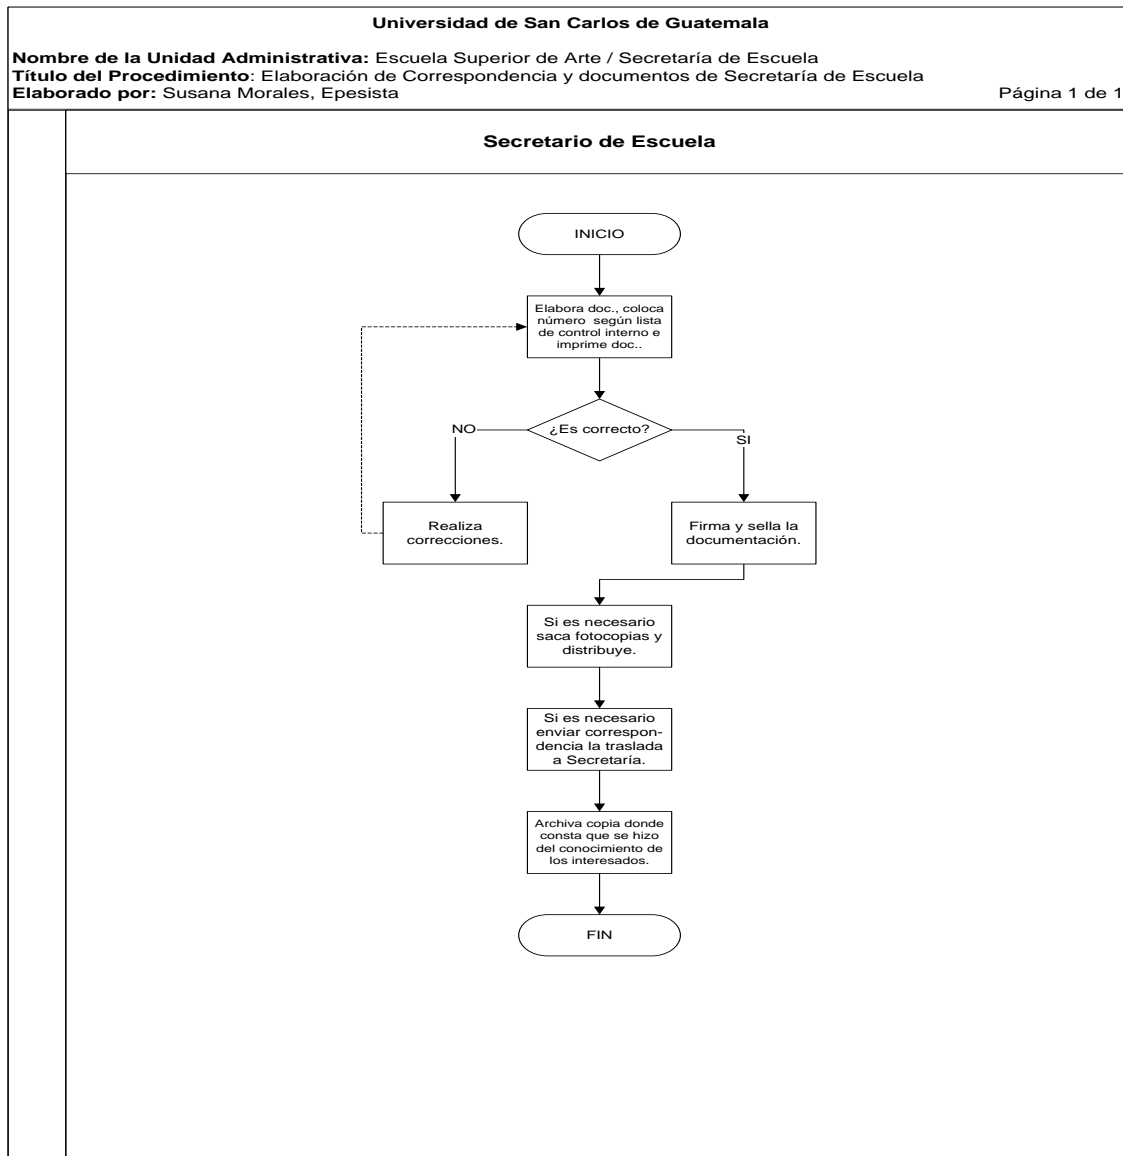 Universidad de San Carlos de Guatemala
Nombre de la Unidad Administrativa: Escuela Superior de Arte / Secretaría de Escuela
Título del Procedimiento: Elaboración de Correspondencia y documentos de Secretaría de Escuela
Elaborado por: Susana Morales, Epesista
Página 1 de 1
Secretario de Escuela
INICIO
Elabora doc., coloca
número según lista
de control interno e
imprime doc..
¿Es correcto?
NO
SI
Realiza
correcciones.
Firma y sella la
documentación.
Si es necesario
saca fotocopias y
distribuye.
Si es necesario
enviar correspon-
dencia la traslada
a Secretaría.
Archiva copia donde
consta que se hizo
del conocimiento de
los interesados.
FIN